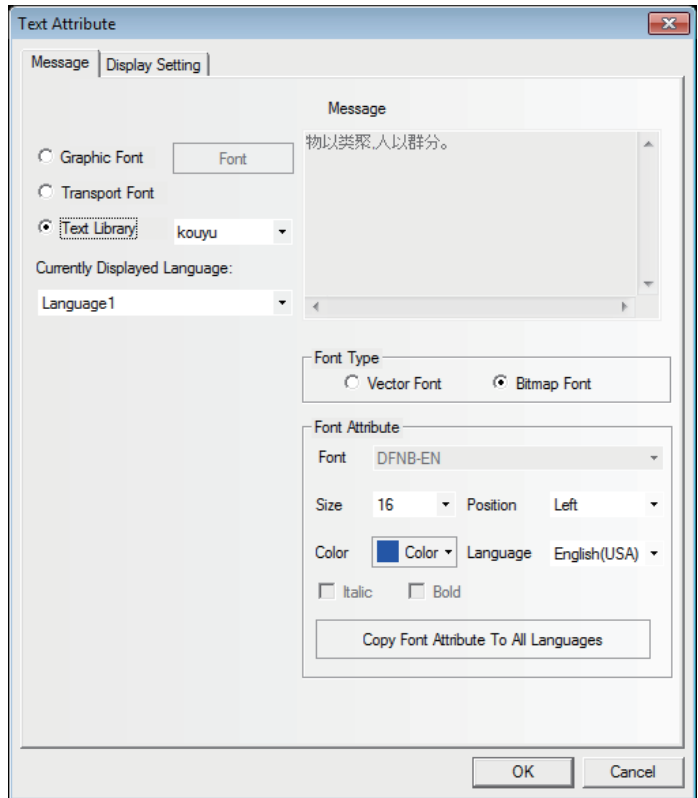 Text Attribute
Message
Display Setting
Message
物以类聚,人以群分。
Graphic Font
Font
Transport Font
Text Library
kouyu
Currently Displayed Language:
Language1
Font Type
Vector Font
Bitmap Font
Font Attribute
Font
DFNB-EN
Size
16
Position
Left
Color
Color
Language
English(USA)
Italic
Bold
Copy Font Attribute To All Languages
OK
Cancel